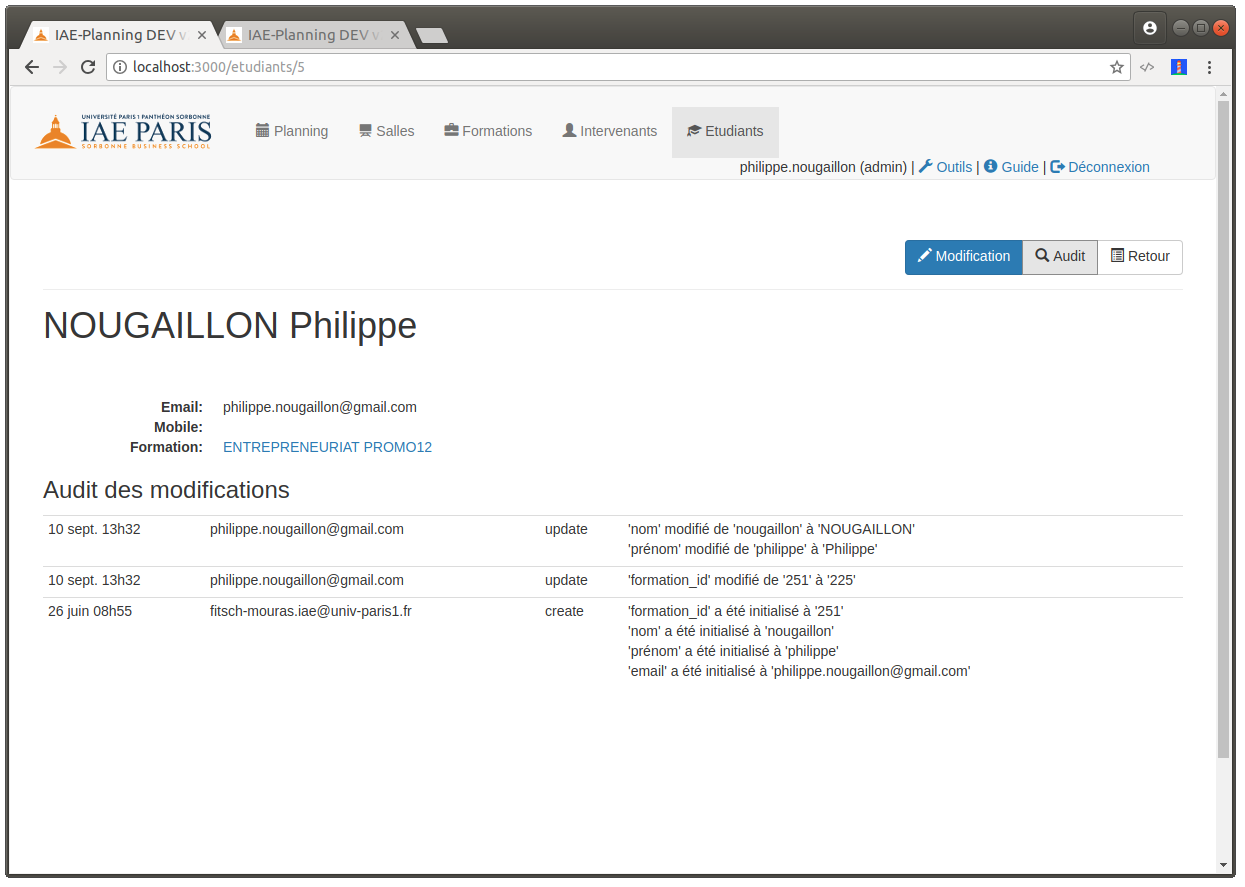 IAE-Planning DEV v
IAE-Planning DEV v
localhost:3000/etudiants/5
UNIVERSITÉ PARIS 1 PANTHÉON SORBONNE
IAE PARIS
SORBONNE BUSINESS SCHOOL
Planning
Salles
Formations
Intervenants
Etudiants
philippe.nougaillon (admin) | Outils | Guide | Déconnexion
Modification
Audit
Retour
NOUGAILLON Philippe
Email: philippe.nougaillon@gmail.com
Mobile:
Formation: ENTREPRENEURIAT PROMO12
Audit des modifications
10 sept. 13h32 philippe.nougaillon@gmail.com update 'nom' modifié de 'nougaillon' à 'NOUGAILLON'
'prénom' modifié de 'philippe' à 'Philippe'
10 sept. 13h32 philippe.nougaillon@gmail.com update 'formation_id' modifié de '251' à '225'
26 juin 08h55 fitsch-mouras.iae@univ-paris1.fr create 'formation_id' a été initialisé à '251'
'nom' a été initialisé à 'nougaillon'
'prénom' a été initialisé à 'philippe'
'email' a été initialisé à 'philippe.nougaillon@gmail.com'